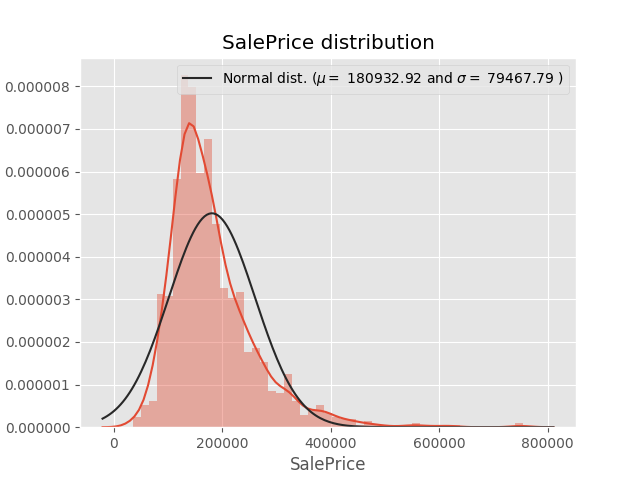 SalePrice distribution
Normal dist. (μ = 180932.92 and σ = 79467.79 )
0.000008
0.000007
0.000006
0.000005
0.000004
0.000003
0.000002
0.000001
0.000000
0 200000 400000 600000 800000
SalePrice